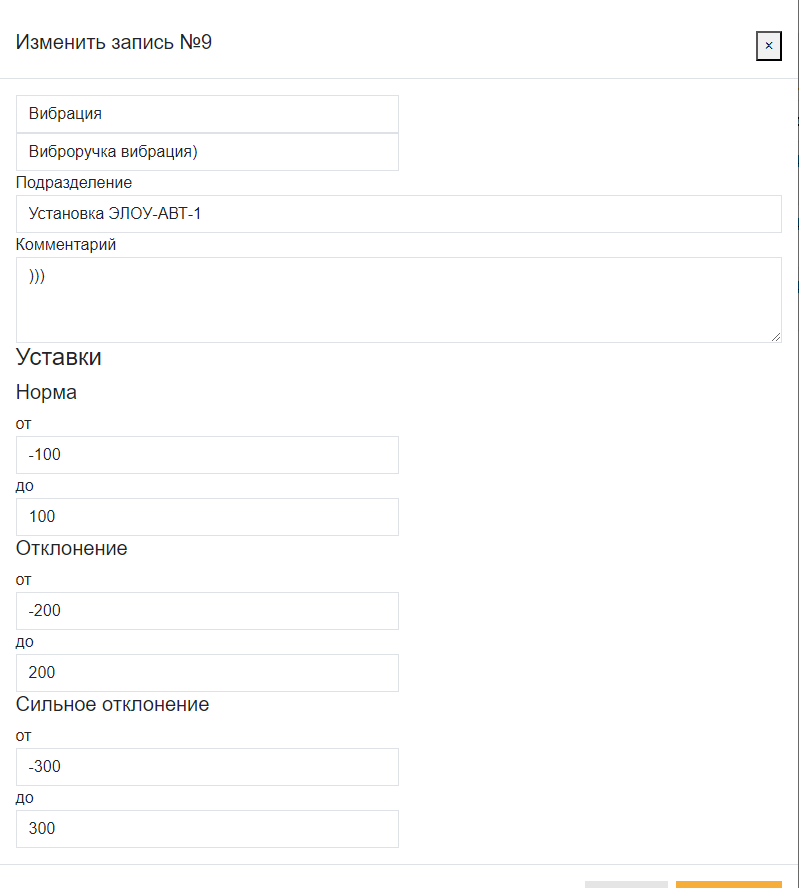 Изменить запись №9
×
Вибрация
Виброручка вибрация)
Подразделение
Установка ЭЛОУ-АВТ-1
Комментарий
)))
Уставки
Норма
от
-100
до
100
Отклонение
от
-200
до
200
Сильное отклонение
от
-300
до
300